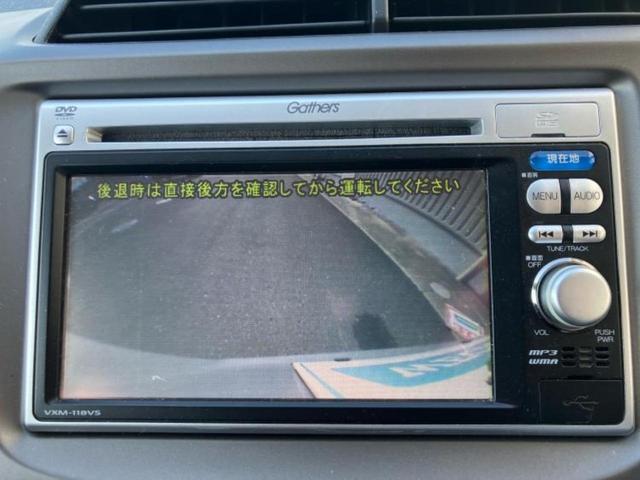 DVD
VIDEO
Gathers
現在地
後退時は直接後方を確認してから運転してください
MENU
AUDIO
TUNE/TRACK
OFF
VOL
PUSH
PWR
MP3
WMA
VXM-118VS